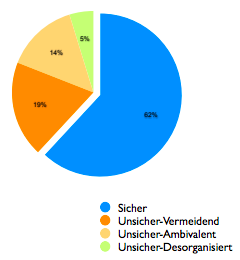 5%
14%
19%
62%
Sicher
Unsicher-Vermeidend
Unsicher-Ambivalent
Unsicher-Desorganisiert